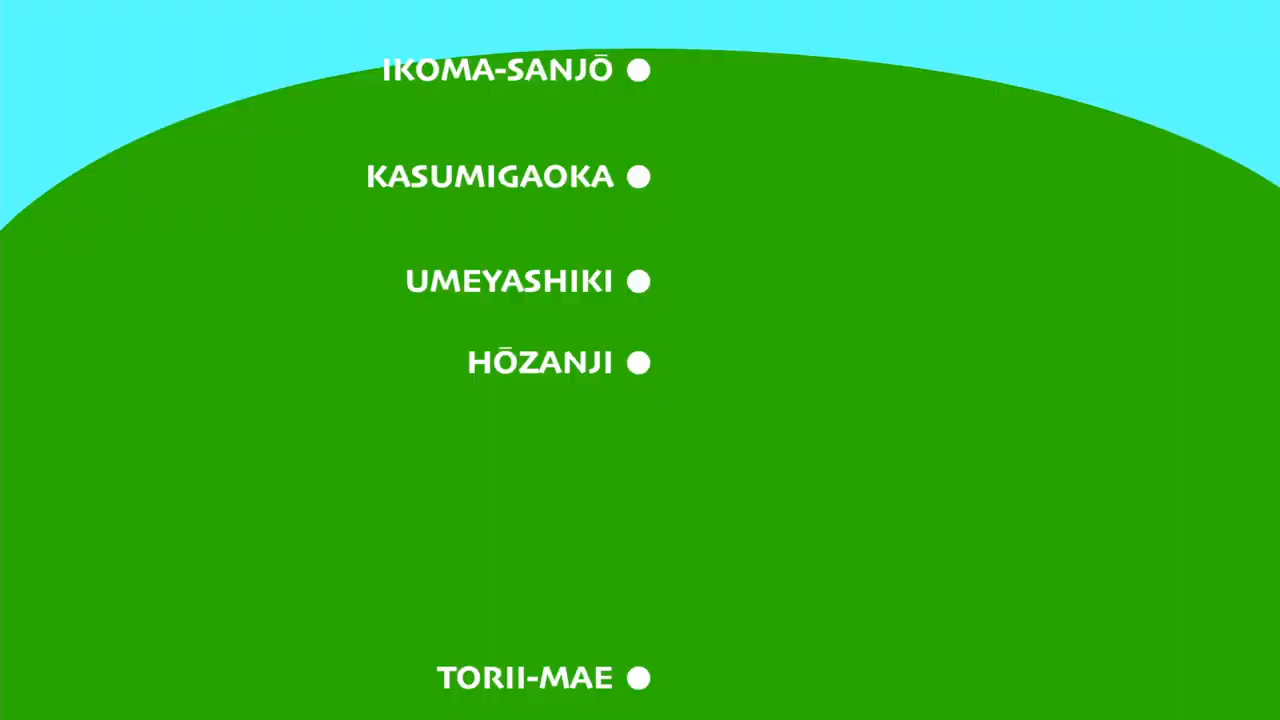 IKOMA-SANJŌ
KASUMIGAOKA
UMEYASHIKI
HŌZANJI
TORII-MAE